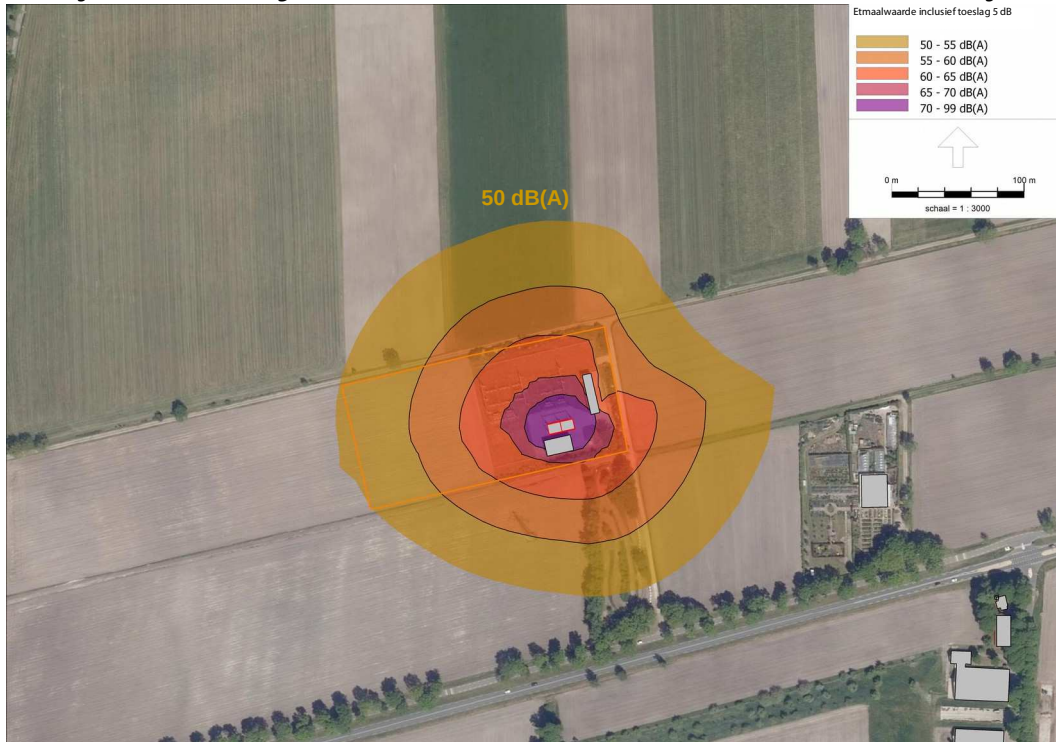 Etmaalwaarde inclusief toeslag 5 dB
50 - 55 dB(A)
55 - 60 dB(A)
60 - 65 dB(A)
65 - 70 dB(A)
70 - 99 dB(A)
0 m 100 m
schaal = 1 : 3000
50 dB(A)